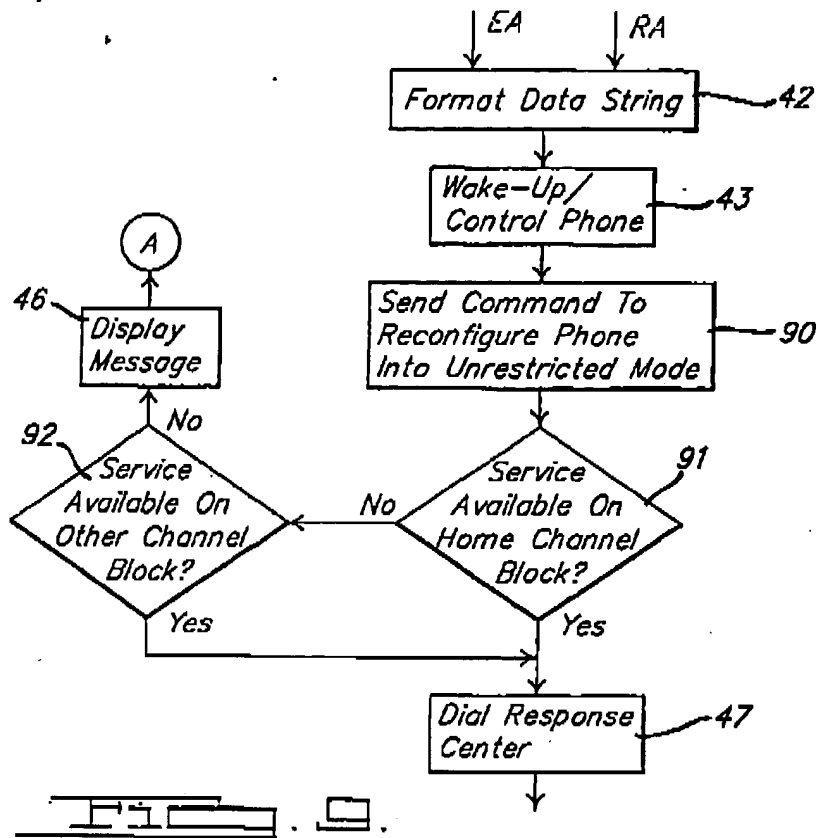 EA
RA
Format Data String
42
Wake-Up/
Control Phone
43
A
46
Display
Message
Send Command To
Reconfigure Phone
Into Unrestricted Mode
90
No
92
Service
Available On
Other Channel
Block?
No
Service
Available On
Home Channel
Block?
91
Yes
Yes
Dial Response
Center
47